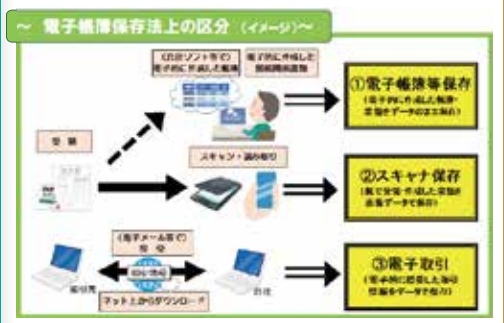 ～ 電子帳簿保存法上の区分 （イメージ）～
（会計ソフト等で）
電子的に作成した帳簿
電子的に作成した
国税関係書類
①電子帳簿等保存
（電子的に作成した帳簿・
書類をデータのまま保存）
受領
スキャン・読み取り
②スキャナ保存
（紙で受領・作成した書類を
画像データで保存）
（電子メール等で）
授受
取引情報
取引先
自社
ネット上からダウンロード
③電子取引
（電子的に授受した取引
情報をデータで保存）